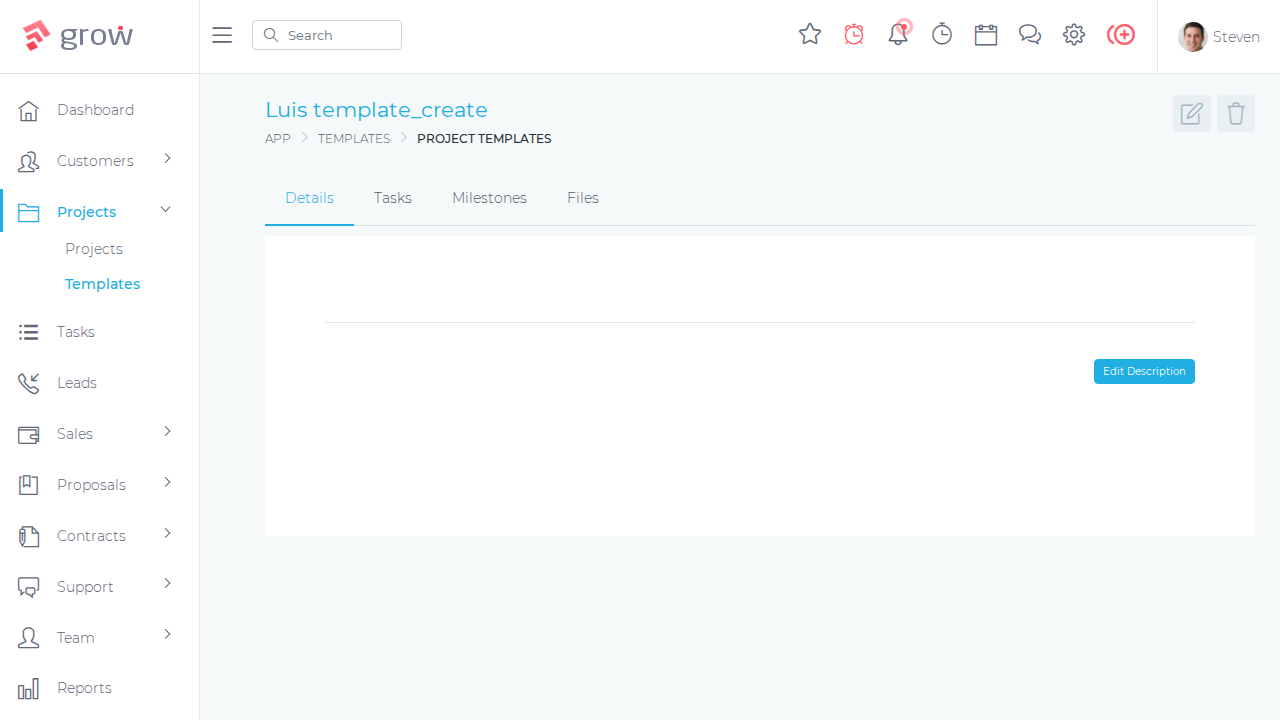 grow
Search
Steven
Dashboard
Customers
Projects
Projects
Templates
Tasks
Leads
Sales
Proposals
Contracts
Support
Team
Reports
Luis template_create
APP TEMPLATES PROJECT TEMPLATES
Details Tasks Milestones Files
Edit Description